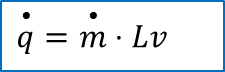 q̇ = ṁ · Lv